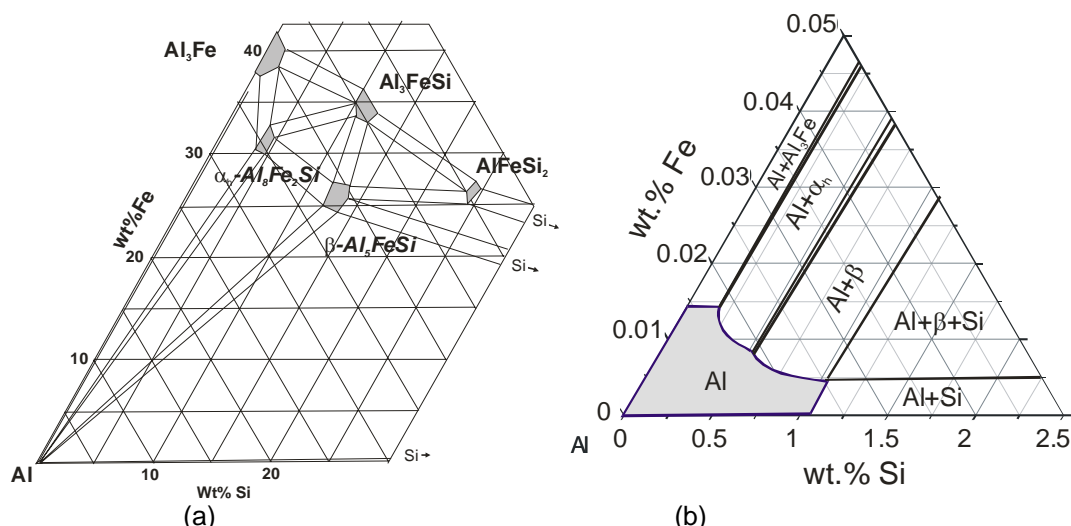 Al₃Fe
40
Al₃FeSi
30
αₕ-Al₈Fe₂Si
AlFeSi₂
wt%Fe
Si→
β-Al₅FeSi
20
Si→
10
Al
10
20
Si→
Wt% Si
(a)
0.05
0.04
wt.% Fe
Al+Al₃Fe
0.03
Al+αₕ
0.02
Al+β
0.01
Al+β+Si
Al
Al+Si
0
Al
0
0.5
1
1.5
2
2.5
wt.% Si
(b)